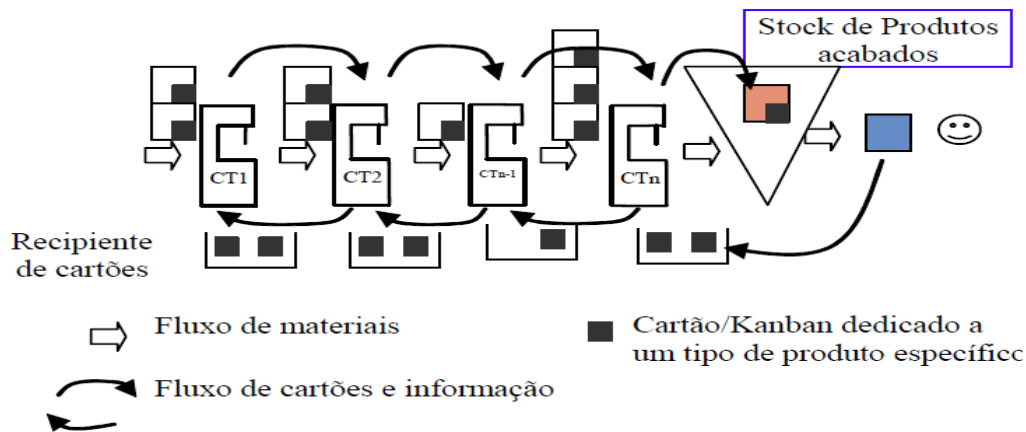 Stock de Produtos
acabados
CT1
CT2
CTn-1
CTn
Recipiente
de cartões
Fluxo de materiais
Cartão/Kanban dedicado a
um tipo de produto específico
Fluxo de cartões e informação